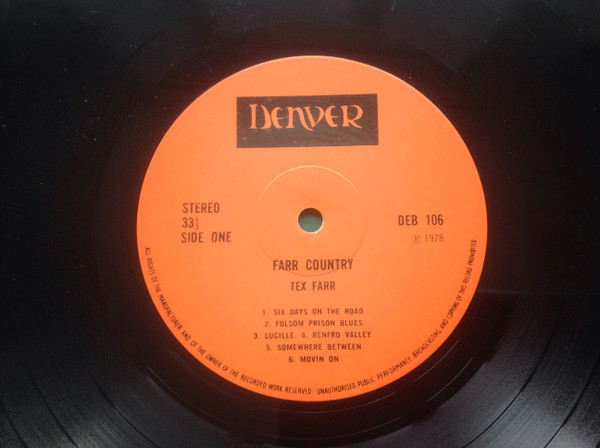 DENVER
STEREO
33⅓
SIDE ONE
DEB 106
℗ 1978
FARR COUNTRY
TEX FARR
1. SIX DAYS ON THE ROAD
2. FOLSOM PRISON BLUES
3. LUCILLE. 4. RENFRO VALLEY
5. SOMEWHERE BETWEEN
6. MOVIN ON
ALL RIGHTS OF THE MANUFACTURER AND OF THE OWNER OF THE RECORDED WORK RESERVED · UNAUTHORISED PUBLIC PERFORMANCE, BROADCASTING AND COPYING OF THIS RECORD PROHIBITED